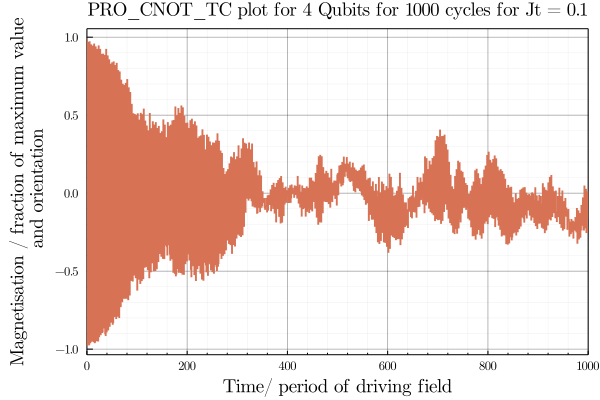 PRO_CNOT_TC plot for 4 Qubits for 1000 cycles for Jt = 0.1
Magnetisation / fraction of maximum value
and orientation
1.0
0.5
0.0
−0.5
−1.0
0 200 400 600 800 1000
Time/ period of driving field